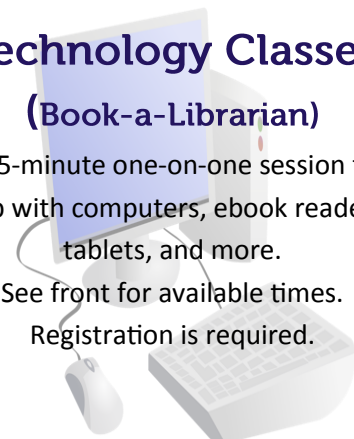 echnology Classe
(Book-a-Librarian)
5-minute one-on-one session
with computers, ebook reade
tablets, and more.
See front for available times.
Registration is required.